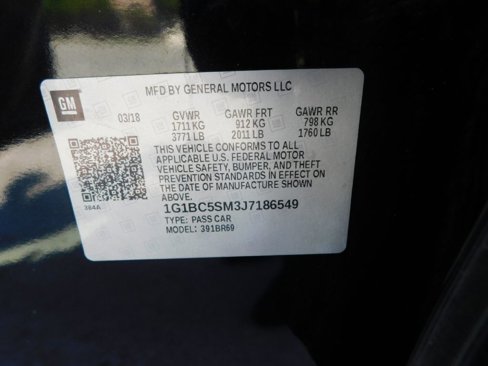 GM
MFD BY GENERAL MOTORS LLC
03/18 GVWR GAWR FRT GAWR RR
1711 KG 912 KG 798 KG
3771 LB 2011 LB 1760 LB
THIS VEHICLE CONFORMS TO ALL
APPLICABLE U.S. FEDERAL MOTOR
VEHICLE SAFETY, BUMPER, AND THEFT
PREVENTION STANDARDS IN EFFECT ON
THE DATE OF MANUFACTURE SHOWN
ABOVE.
384A
1G1BC5SM3J7186549
TYPE: PASS CAR
MODEL: 391BR69